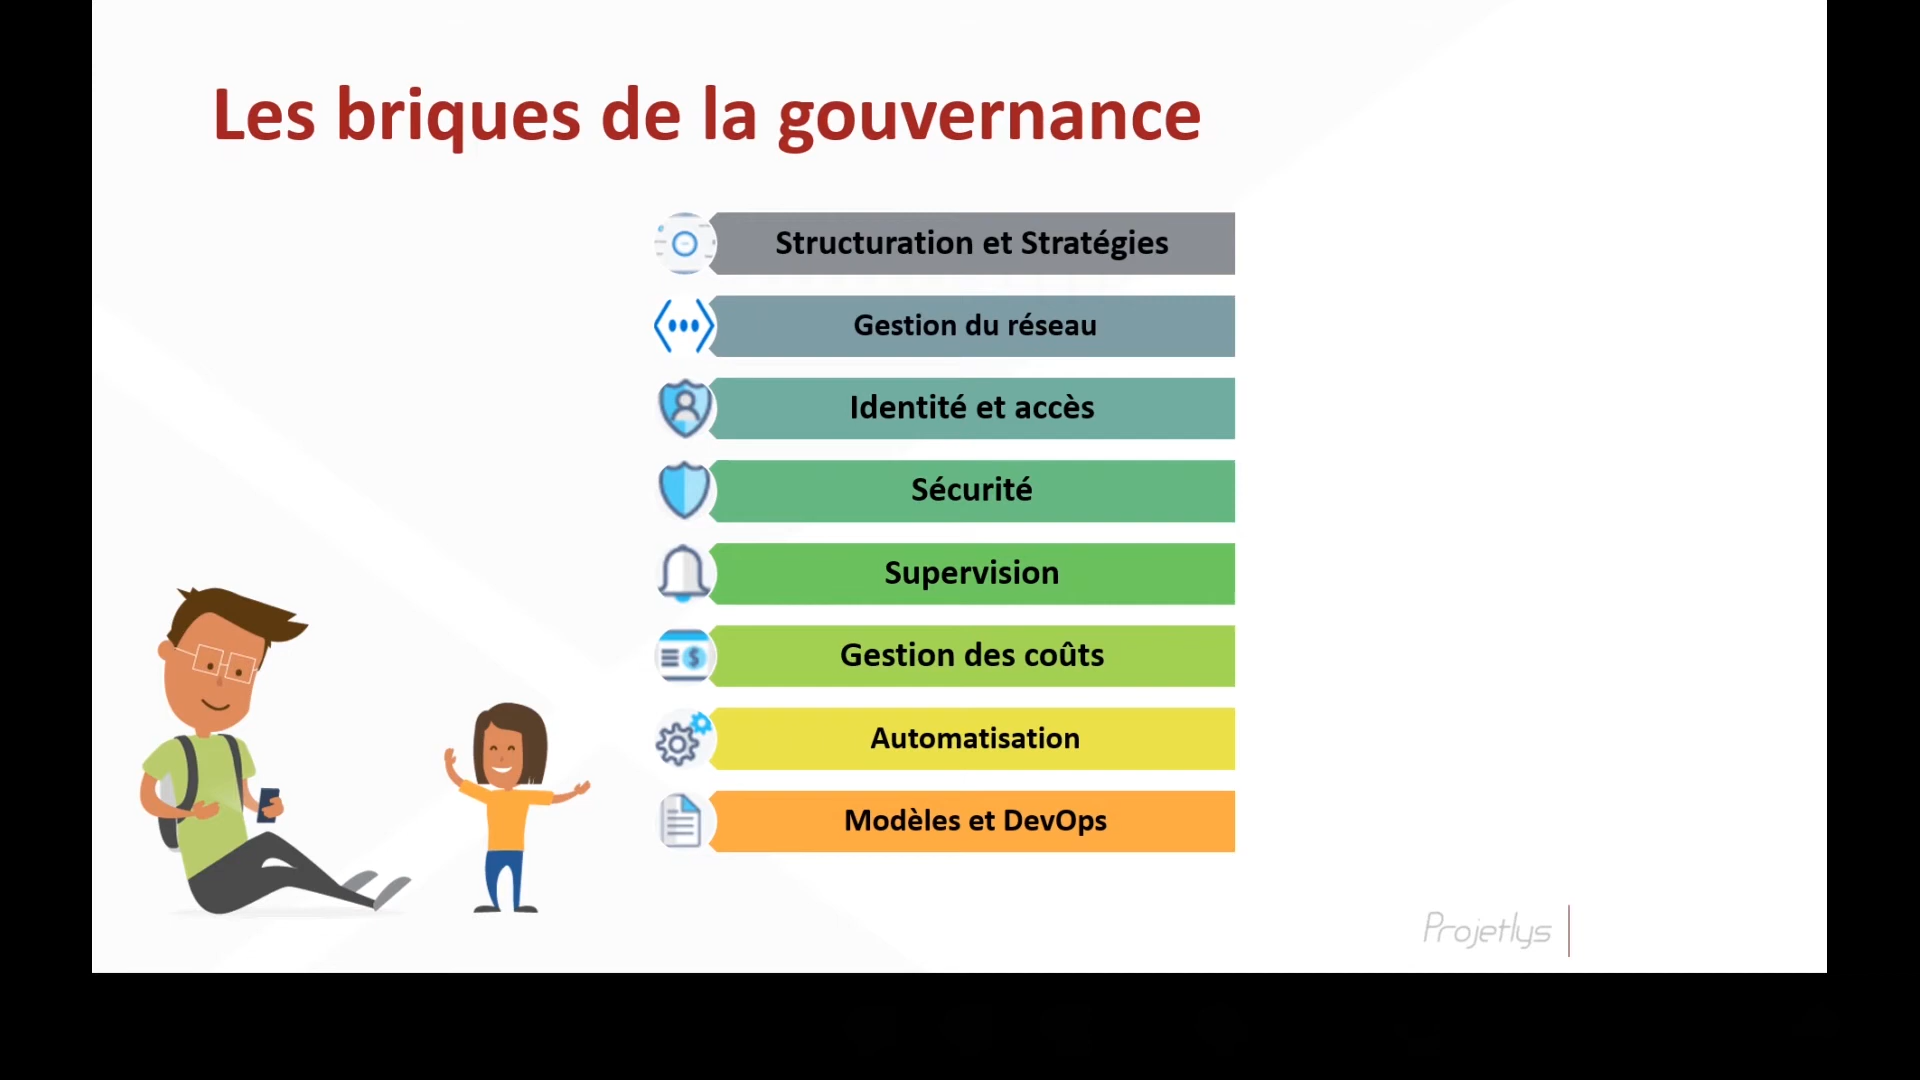 Les briques de la gouvernance
Structuration et Stratégies
Gestion du réseau
Identité et accès
Sécurité
Supervision
Gestion des coûts
Automatisation
Modèles et DevOps
Projetlys